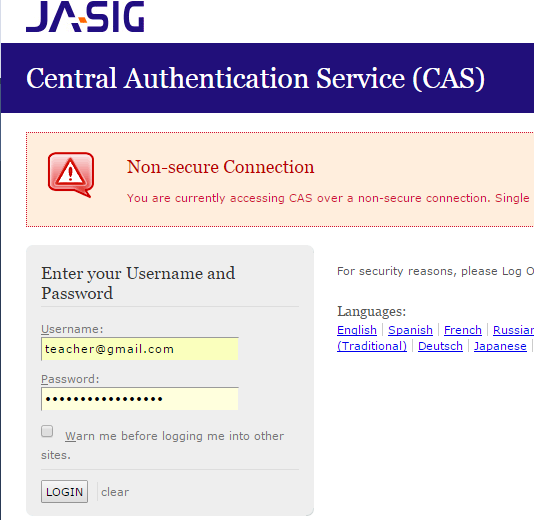 JA-SIG
Central Authentication Service (CAS)
Non-secure Connection
You are currently accessing CAS over a non-secure connection. Single
Enter your Username and
Password
Username:
teacher@gmail.com
Password:
•••••••••••••••••
Warn me before logging me into other
sites.
LOGIN
clear
For security reasons, please Log O
Languages:
English Spanish French Russian
(Traditional) Deutsch Japanese